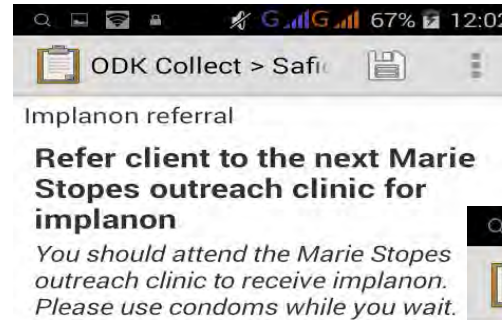 G G 67% 12:02
ODK Collect > Safi
Implanon referral
Refer client to the next Marie
Stopes outreach clinic for
implanon
You should attend the Marie Stopes
outreach clinic to receive implanon.
Please use condoms while you wait.